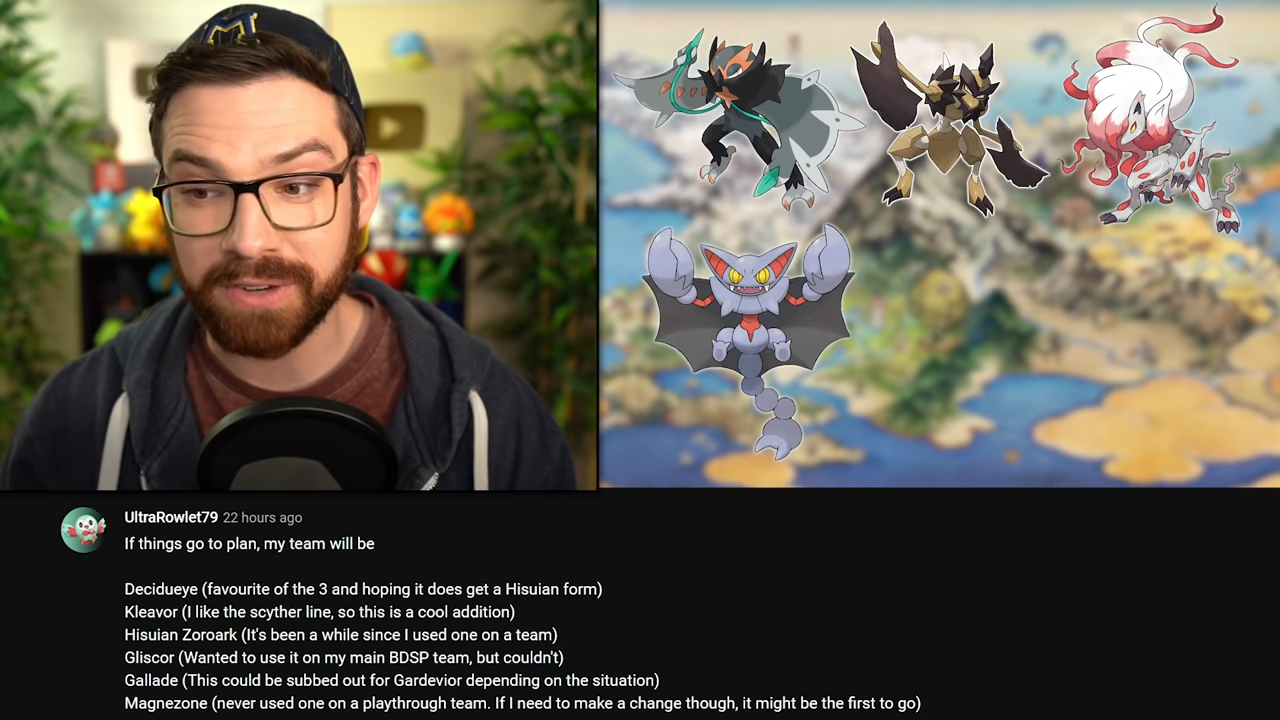 M
UltraRowlet79 22 hours ago
If things go to plan, my team will be
Decidueye (favourite of the 3 and hoping it does get a Hisuian form)
Kleavor (I like the scyther line, so this is a cool addition)
Hisuian Zoroark (It's been a while since I used one on a team)
Gliscor (Wanted to use it on my main BDSP team, but couldn't)
Gallade (This could be subbed out for Gardevior depending on the situation)
Magnezone (never used one on a playthrough team. If I need to make a change though, it might be the first to go)